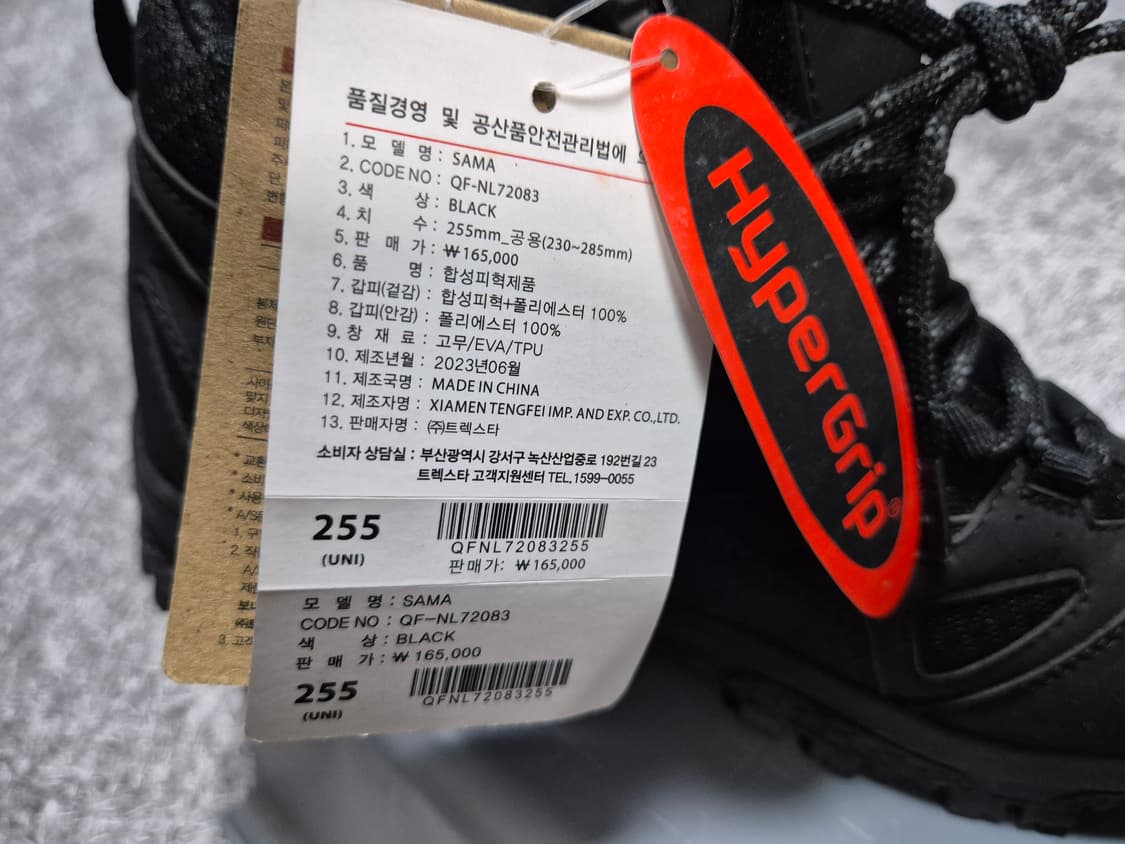 품질경영 및 공산품안전관리법에
1. 모 델 명 : SAMA
2. CODE NO : QF-NL72083
3. 색 상 : BLACK
4. 치 수 : 255mm_공용(230~285mm)
5. 판 매 가 : ₩165,000
6. 품 명 : 합성피혁제품
7. 갑피(겉감) : 합성피혁+폴리에스터 100%
8. 갑피(안감) : 폴리에스터 100%
9. 창 재 료 : 고무/EVA/TPU
10. 제조년월 : 2023년06월
11. 제조국명 : MADE IN CHINA
12. 제조자명 : XIAMEN TENGFEI IMP. AND EXP. CO.,LTD.
13. 판매자명 : ㈜트렉스타
소비자 상담실 : 부산광역시 강서구 녹산산업중로 192번길 23
트렉스타 고객지원센터 TEL.1599-0055
255
(UNI)
QFNL72083255
판매가: ₩165,000
모 델 명 : SAMA
CODE NO : QF-NL72083
색 상 : BLACK
판 매 가 : ₩165,000
255
(UNI)
QFNL72083255
HyperGrip®